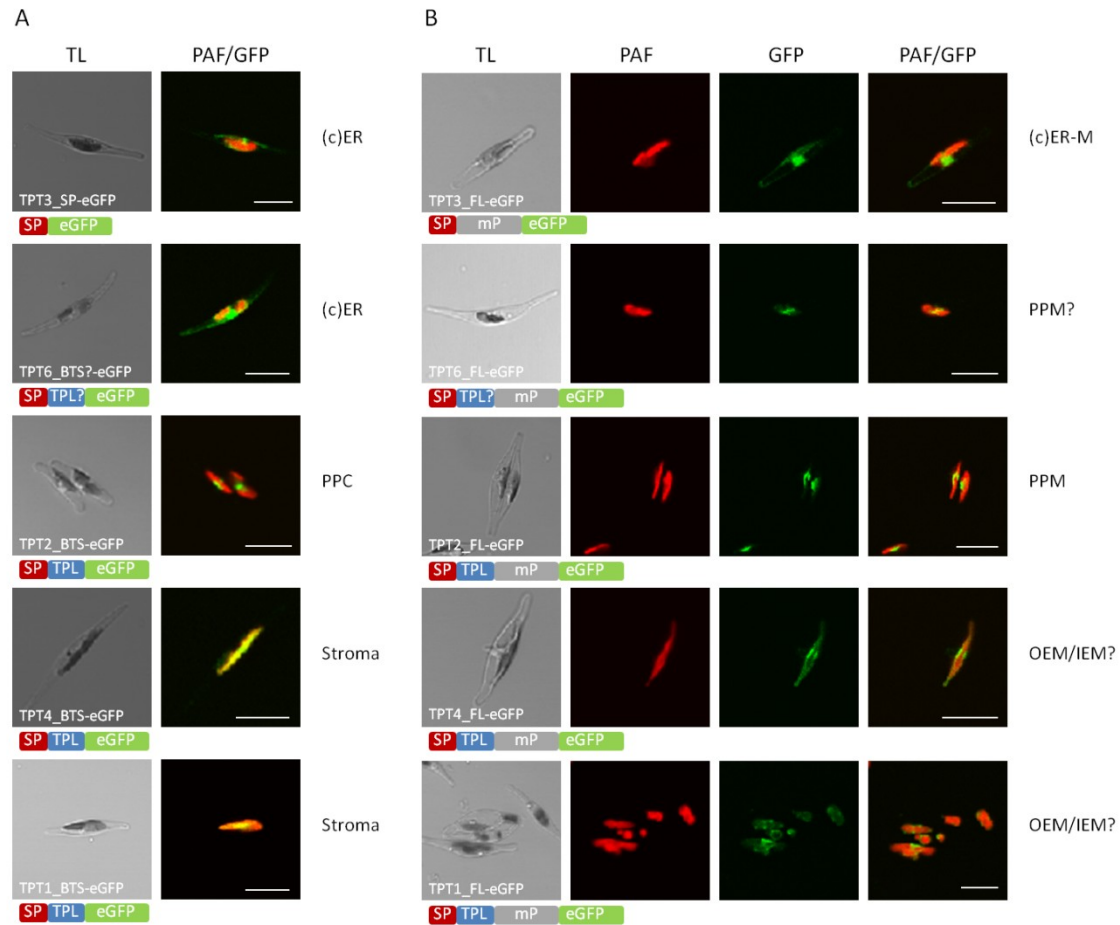 A
TL PAF/GFP
TPT3_SP-eGFP
(c)ER
SP eGFP
TPT6_BTS?-eGFP
(c)ER
SP TPL? eGFP
TPT2_BTS-eGFP
PPC
SP TPL eGFP
TPT4_BTS-eGFP
Stroma
SP TPL eGFP
TPT1_BTS-eGFP
Stroma
SP TPL eGFP
B
TL PAF GFP PAF/GFP
TPT3_FL-eGFP
(c)ER-M
SP mP eGFP
TPT6_FL-eGFP
PPM?
SP TPL? mP eGFP
TPT2_FL-eGFP
PPM
SP TPL mP eGFP
TPT4_FL-eGFP
OEM/IEM?
SP TPL mP eGFP
TPT1_FL-eGFP
OEM/IEM?
SP TPL mP eGFP